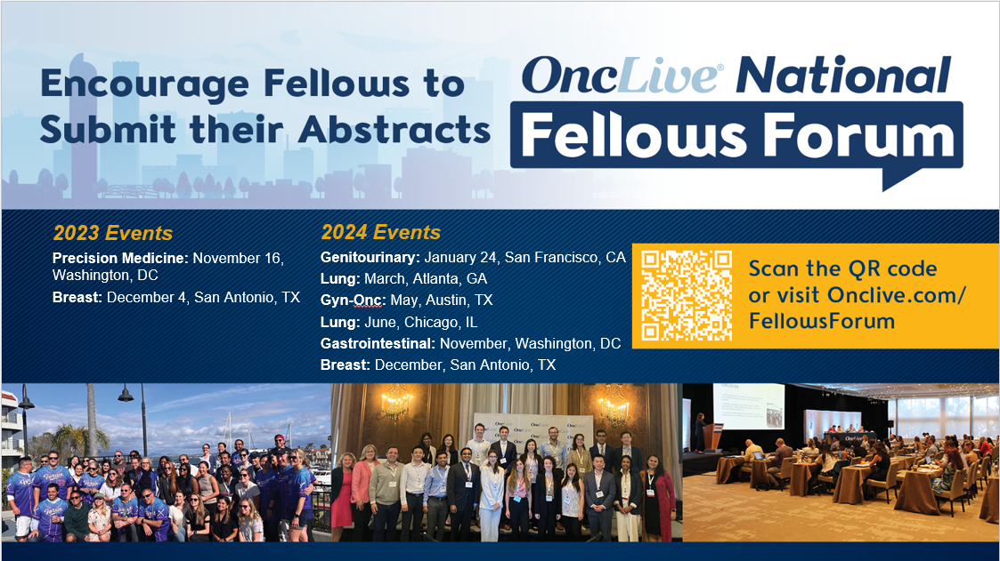 Encourage Fellows to
Submit their Abstracts
OncLive® National
Fellows Forum
2023 Events
Precision Medicine: November 16,
Washington, DC
Breast: December 4, San Antonio, TX
2024 Events
Genitourinary: January 24, San Francisco, CA
Lung: March, Atlanta, GA
Gyn-Onc: May, Austin, TX
Lung: June, Chicago, IL
Gastrointestinal: November, Washington, DC
Breast: December, San Antonio, TX
Scan the QR code
or visit Onclive.com/
FellowsForum